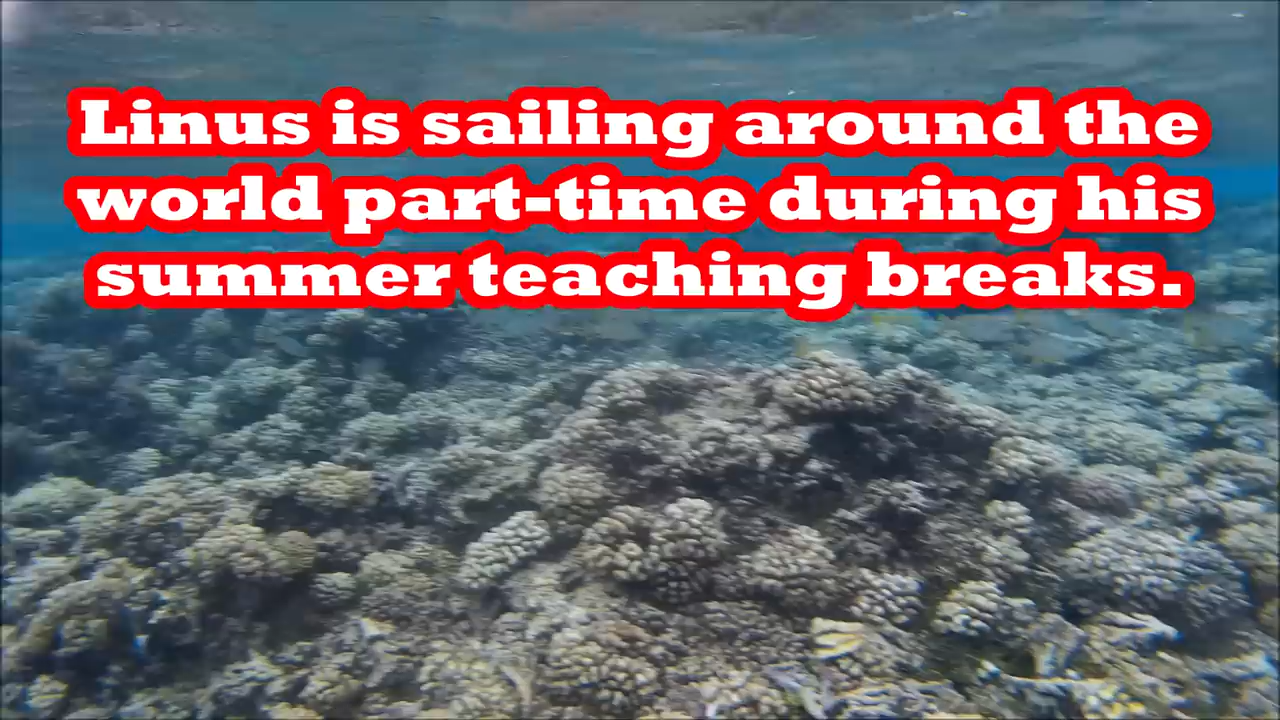 Linus is sailing around the
world part-time during his
summer teaching breaks.